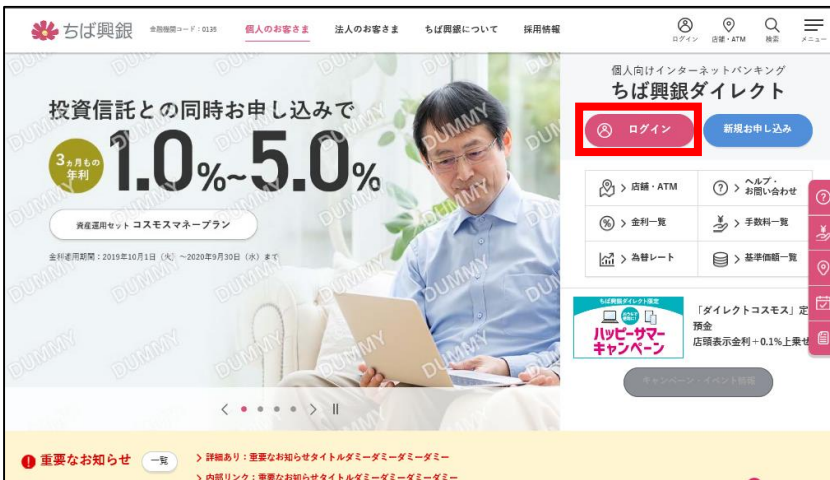 ちば興銀
金融機関コード：0135
個人のお客さま
法人のお客さま
ちば興銀について
採用情報
ログイン
店舗・ATM
検索
メニュー
投資信託との同時お申し込みで
3ヵ月もの
年利
1.0%~5.0%
資産運用セット コスモスマネープラン
金利適用期間：2019年10月1日（火）～2020年9月30日（水）まで
個人向けインターネットバンキング
ちば興銀ダイレクト
ログイン
新規お申し込み
店舗・ATM
ヘルプ・
お問い合わせ
金利一覧
手数料一覧
為替レート
基準価額一覧
ちば興銀ダイレクト限定
ハッピーサマー
キャンペーン
「ダイレクトコスモス」定
預金
店頭表示金利+0.1%上乗せ
キャンペーン・イベント情報
重要なお知らせ
一覧
詳細あり：重要なお知らせタイトルダミーダミーダミーダミー
内部リンク：重要なお知らせタイトルダミーダミーダミーダミー
DUMMY